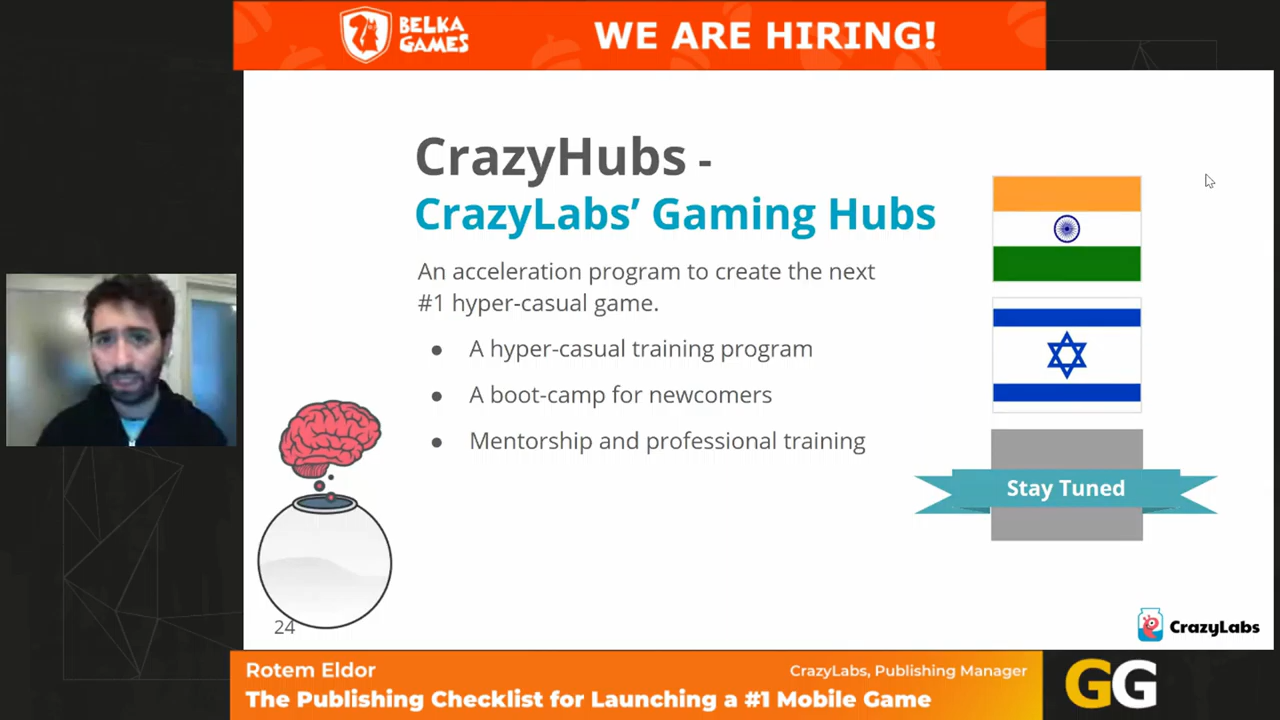 BELKA
GAMES
WE ARE HIRING!
CrazyHubs -
CrazyLabs’ Gaming Hubs
An acceleration program to create the next
#1 hyper-casual game.
● A hyper-casual training program
● A boot-camp for newcomers
● Mentorship and professional training
Stay Tuned
24
CrazyLabs
Rotem Eldor
CrazyLabs, Publishing Manager
The Publishing Checklist for Launching a #1 Mobile Game
GG